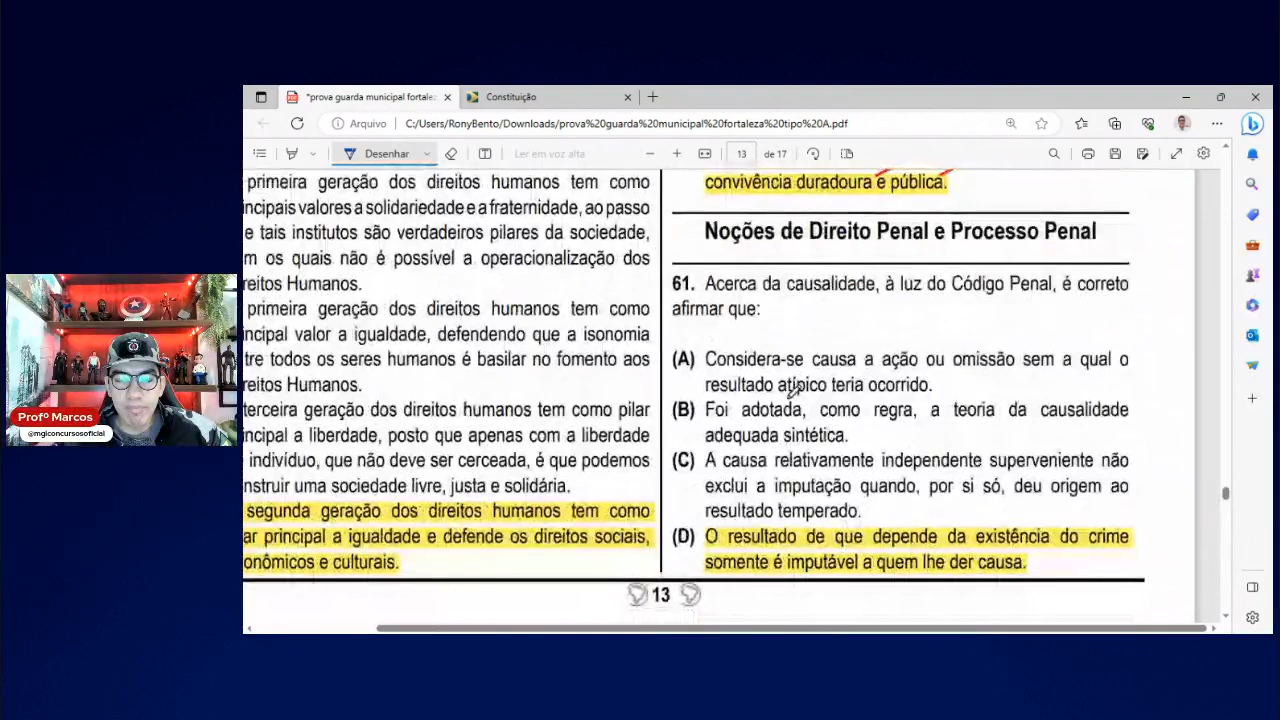 *prova guarda municipal fortalez
Constituição
Arquivo
C:/Users/RonyBento/Downloads/prova%20guarda%20municipal%20fortaleza%20tipo%20A.pdf
Desenhar
Ler em voz alta
13
de 17
primeira geração dos direitos humanos tem como
ncipais valores a solidariedade e a fraternidade, ao passo
e tais institutos são verdadeiros pilares da sociedade,
m os quais não é possível a operacionalização dos
reitos Humanos.
primeira geração dos direitos humanos tem como
ncipal valor a igualdade, defendendo que a isonomia
tre todos os seres humanos é basilar no fomento aos
reitos Humanos.
terceira geração dos direitos humanos tem como pilar
ncipal a liberdade, posto que apenas com a liberdade
indivíduo, que não deve ser cerceada, é que podemos
nstruir uma sociedade livre, justa e solidária.
segunda geração dos direitos humanos tem como
ar principal a igualdade e defende os direitos sociais,
onômicos e culturais.
convivência duradoura e pública.
Noções de Direito Penal e Processo Penal
61. Acerca da causalidade, à luz do Código Penal, é correto
afirmar que:
(A) Considera-se causa a ação ou omissão sem a qual o
resultado atípico teria ocorrido.
(B) Foi adotada, como regra, a teoria da causalidade
adequada sintética.
(C) A causa relativamente independente superveniente não
exclui a imputação quando, por si só, deu origem ao
resultado temperado.
(D) O resultado de que depende da existência do crime
somente é imputável a quem lhe der causa.
13
Profº Marcos
@mgiconcursosoficial